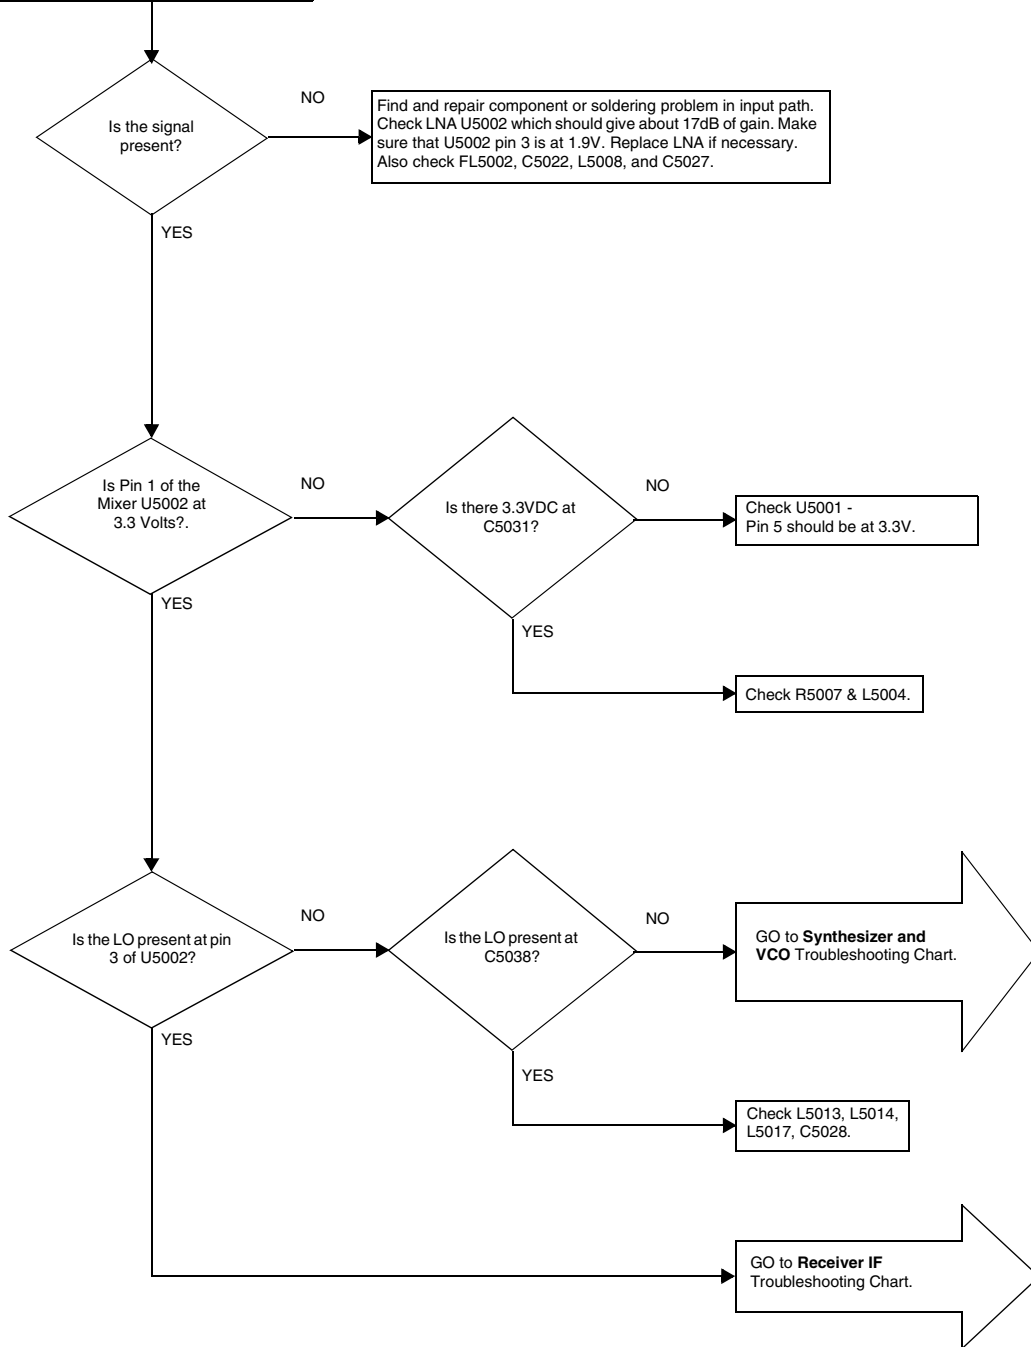 Is the signal
present?
NO
Find and repair component or soldering problem in input path.
Check LNA U5002 which should give about 17dB of gain. Make
sure that U5002 pin 3 is at 1.9V. Replace LNA if necessary.
Also check FL5002, C5022, L5008, and C5027.
YES
Is Pin 1 of the
Mixer U5002 at
3.3 Volts?.
NO
Is there 3.3VDC at
C5031?
NO
Check U5001 -
Pin 5 should be at 3.3V.
YES
YES
Check R5007 & L5004.
Is the LO present at pin
3 of U5002?
NO
Is the LO present at
C5038?
NO
GO to Synthesizer and
VCO Troubleshooting Chart.
YES
YES
Check L5013, L5014,
L5017, C5028.
GO to Receiver IF
Troubleshooting Chart.